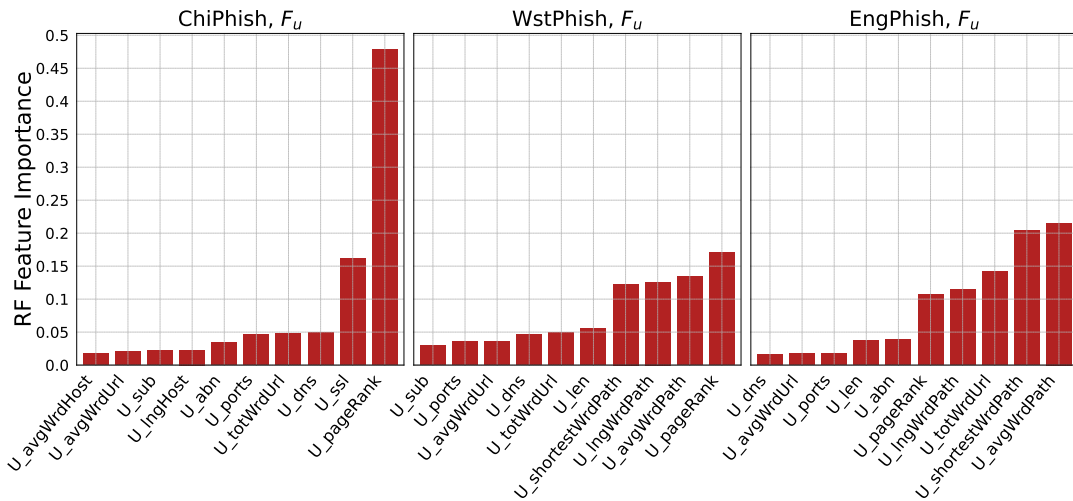 ChiPhish, Fu
WstPhish, Fu
EngPhish, Fu
RF Feature Importance
0.5
0.45
0.4
0.35
0.3
0.25
0.2
0.15
0.1
0.05
0.0
U_avgWrdHost
U_avgWrdUrl
U_sub
U_lngHost
U_abn
U_ports
U_totWrdUrl
U_dns
U_ssl
U_pageRank
U_sub
U_ports
U_avgWrdUrl
U_dns
U_totWrdUrl
U_len
U_shortestWrdPath
U_lngWrdPath
U_avgWrdPath
U_pageRank
U_dns
U_avgWrdUrl
U_ports
U_len
U_abn
U_pageRank
U_lngWrdPath
U_totWrdUrl
U_shortestWrdPath
U_avgWrdPath